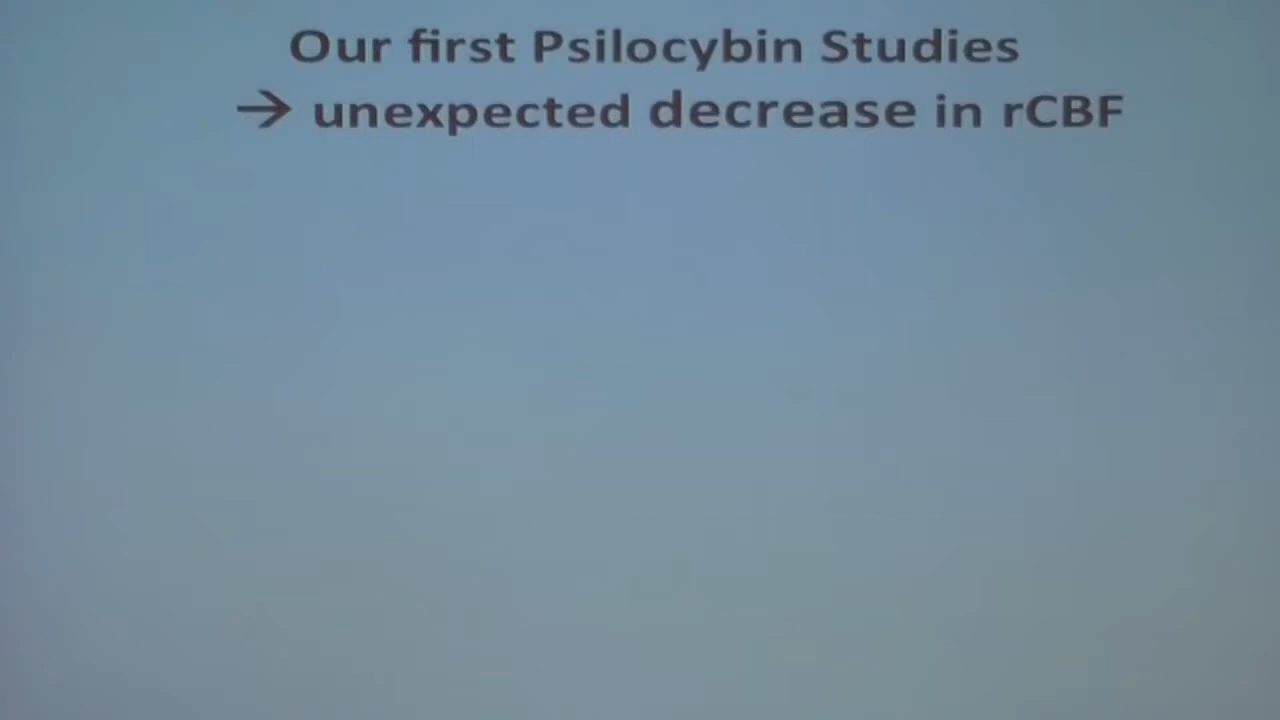 Our first Psilocybin Studies
→ unexpected decrease in rCBF